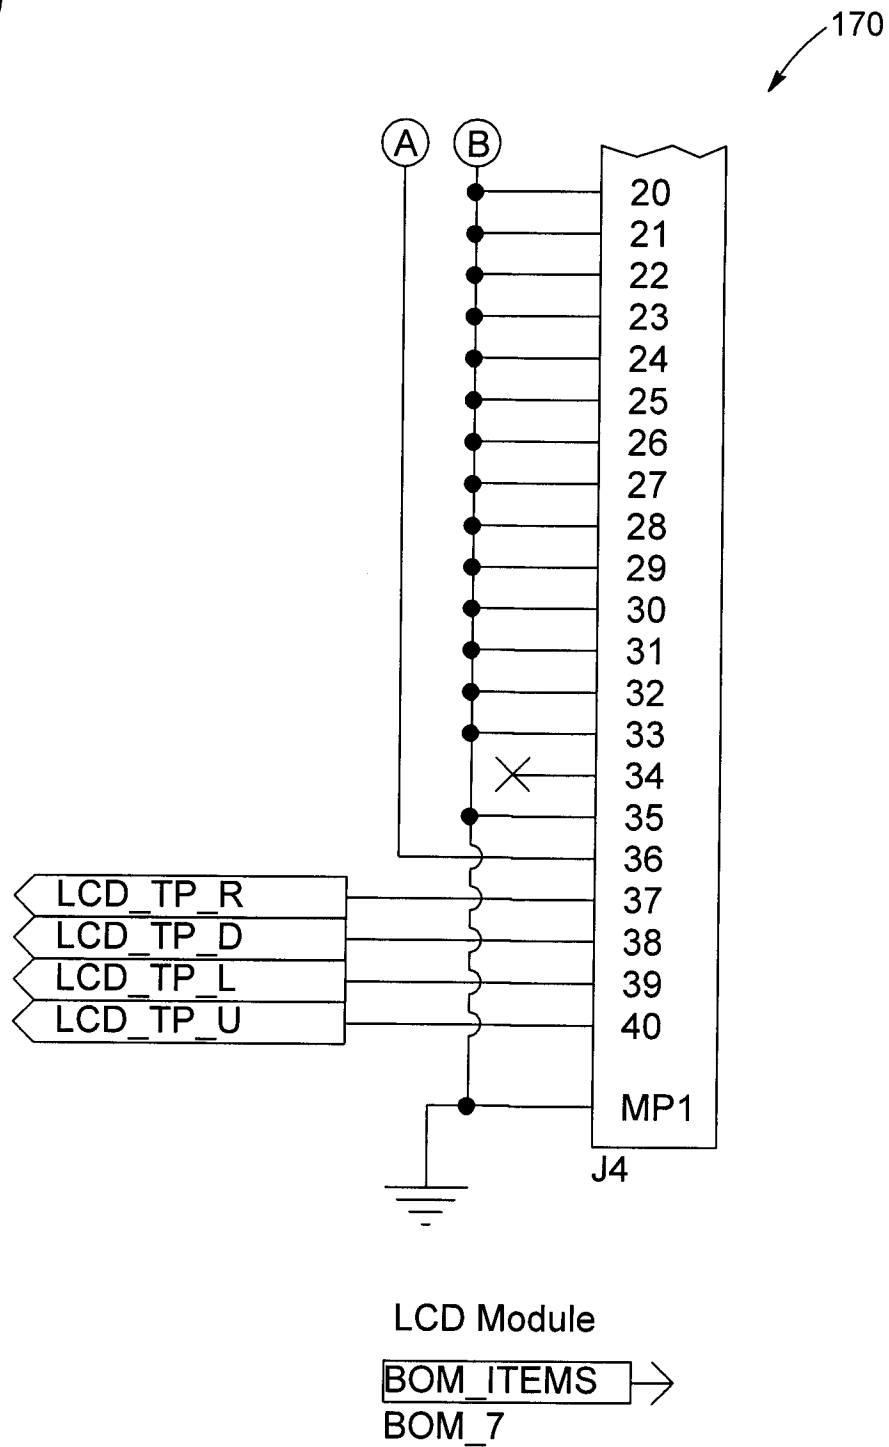 170
A B
20
21
22
23
24
25
26
27
28
29
30
31
32
33
34
35
36
LCD_TP_R 37
LCD_TP_D 38
LCD_TP_L 39
LCD_TP_U 40
MP1
J4
LCD Module
BOM_ITEMS
BOM_7